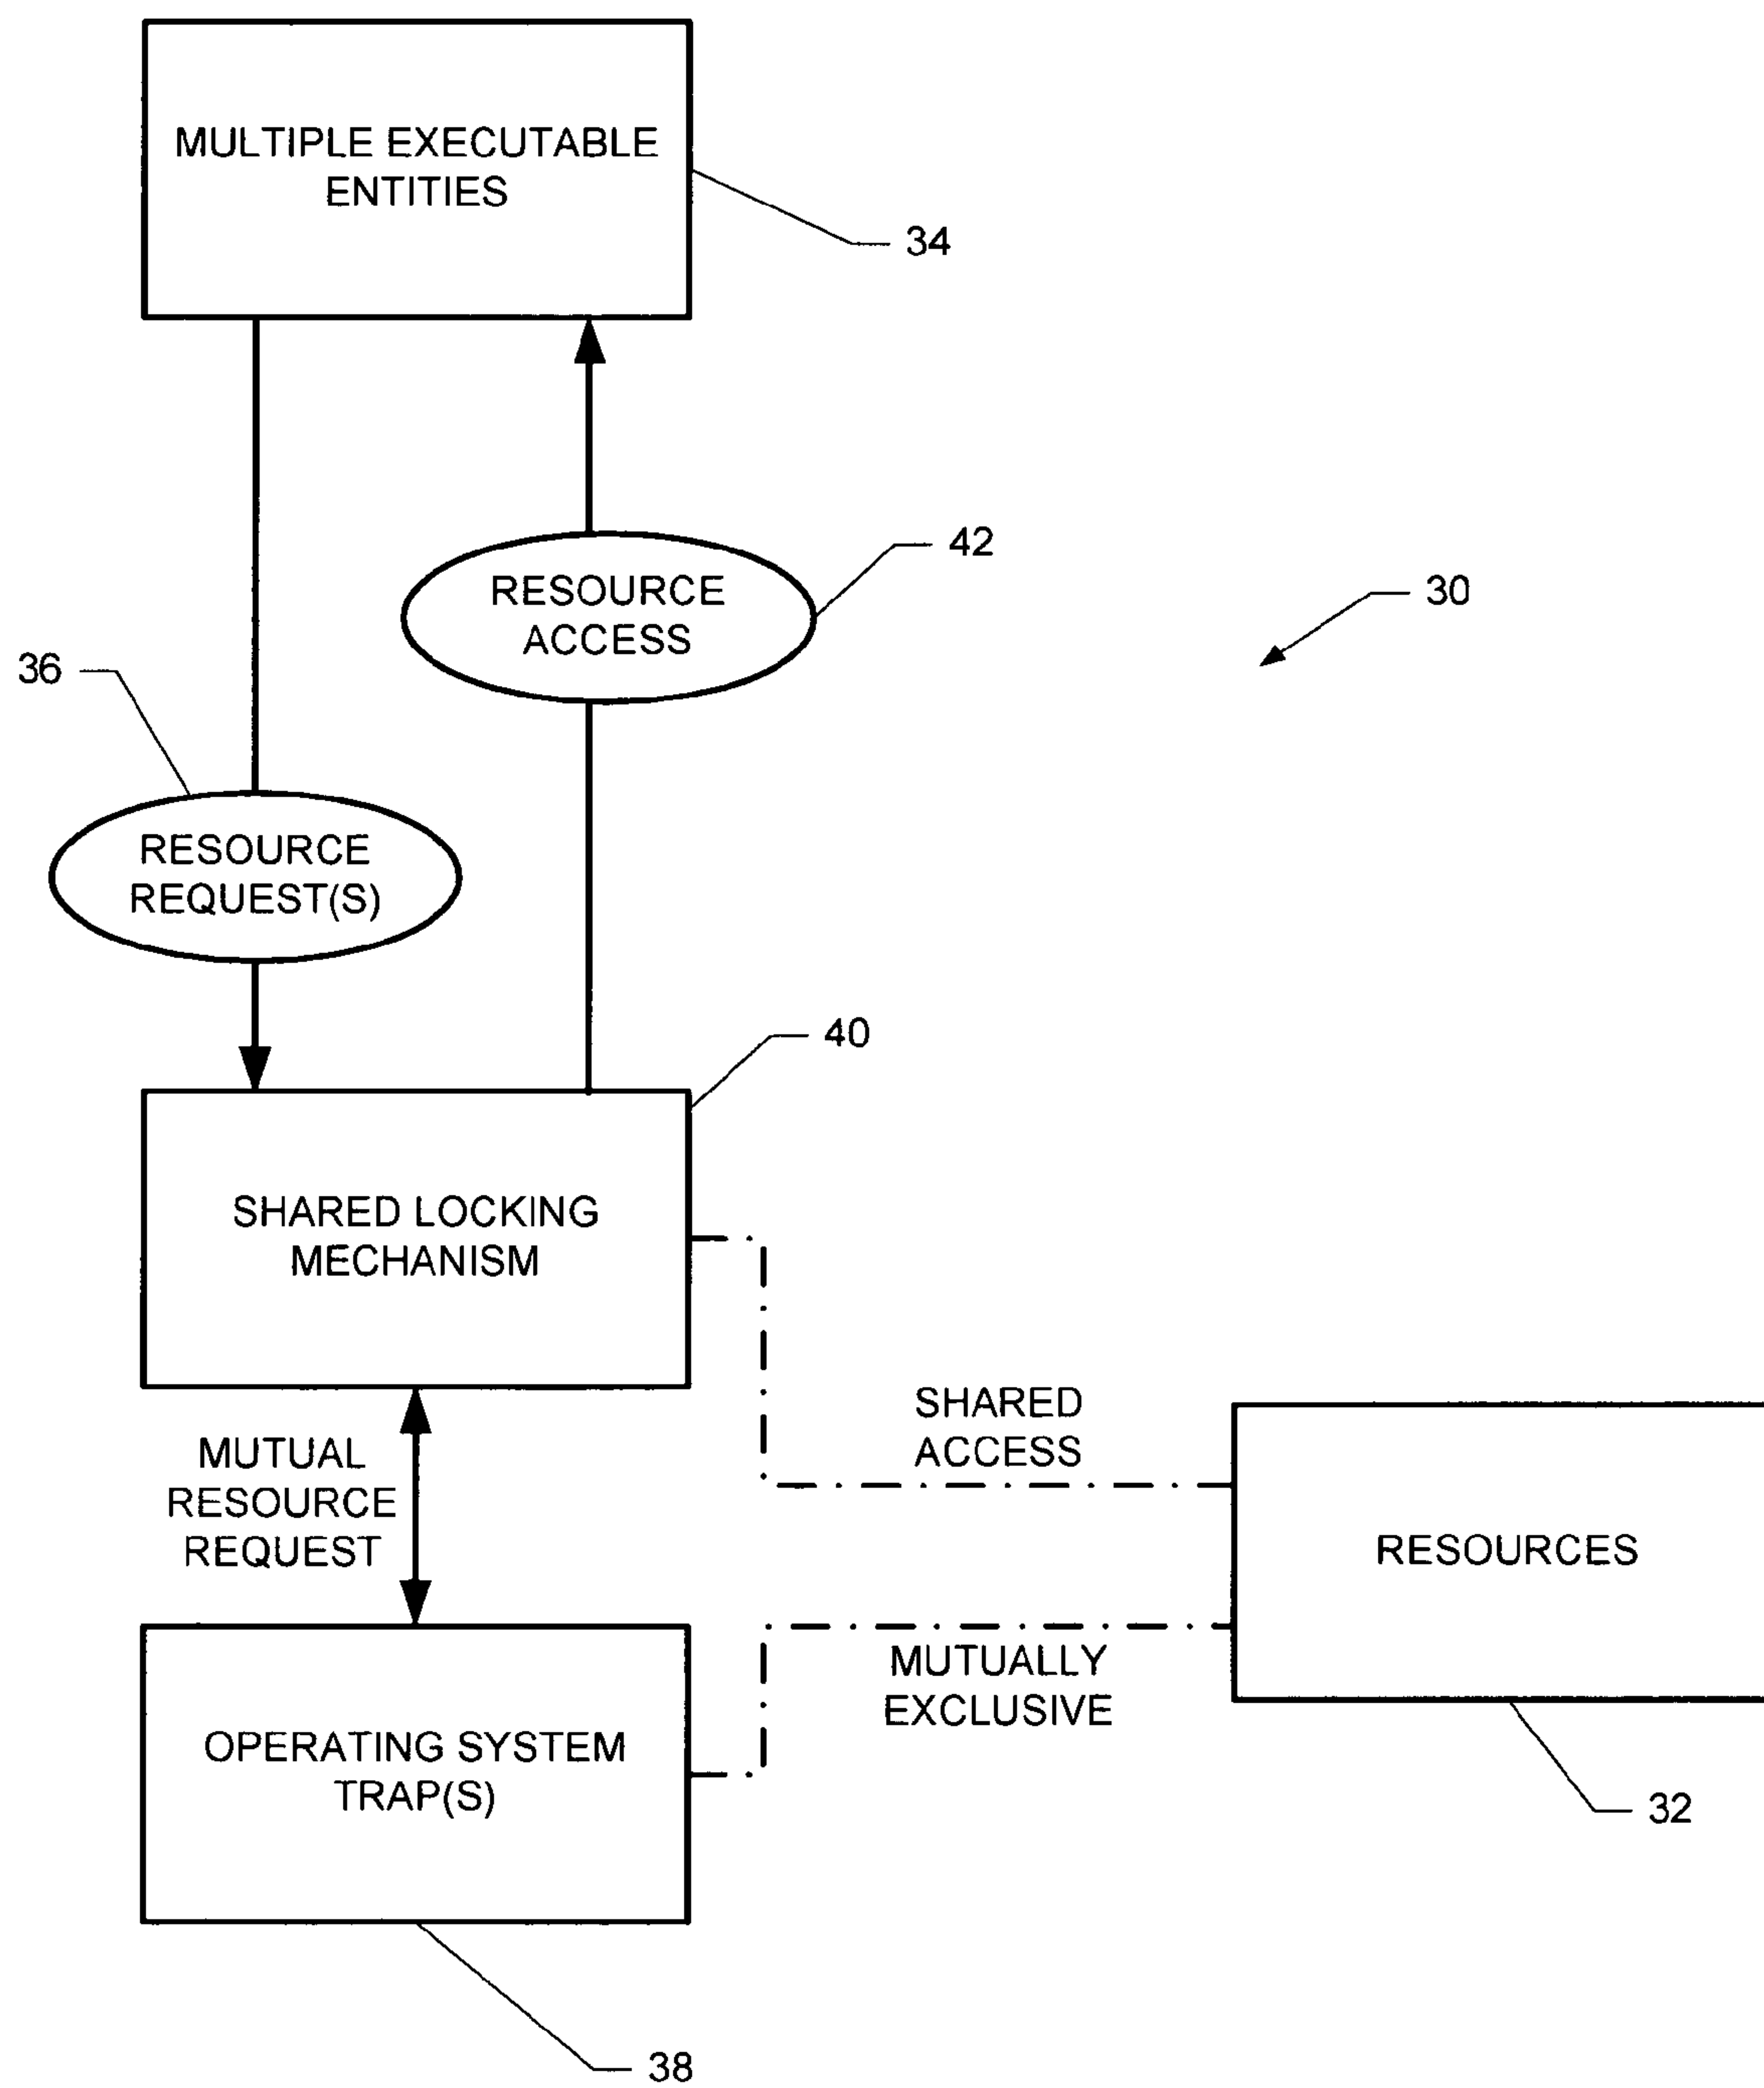 MULTIPLE EXECUTABLE
ENTITIES
34
42
RESOURCE
ACCESS
30
36
RESOURCE
REQUEST(S)
40
SHARED LOCKING
MECHANISM
SHARED
ACCESS
MUTUAL
RESOURCE
REQUEST
RESOURCES
MUTUALLY
EXCLUSIVE
OPERATING SYSTEM
TRAP(S)
32
38